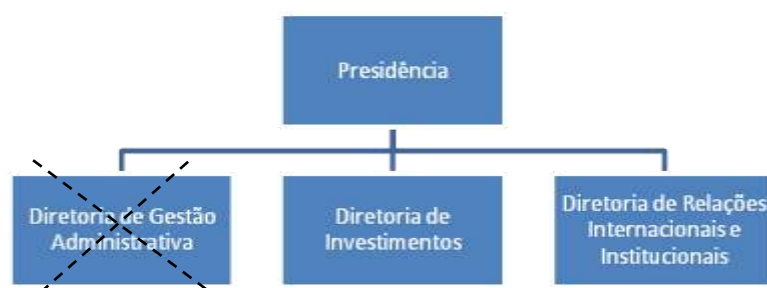 Presidência
Diretoria de Gestão
Administrativa
Diretoria de
Investimentos
Diretoria de Relações
Internacionais e
Institucionais